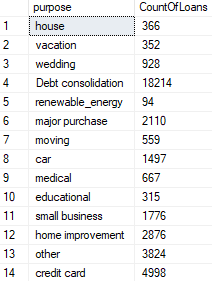 purpose CountOfLoans
1 house 366
2 vacation 352
3 wedding 928
4 Debt consolidation 18214
5 renewable_energy 94
6 major purchase 2110
7 moving 559
8 car 1497
9 medical 667
10 educational 315
11 small business 1776
12 home improvement 2876
13 other 3824
14 credit card 4998